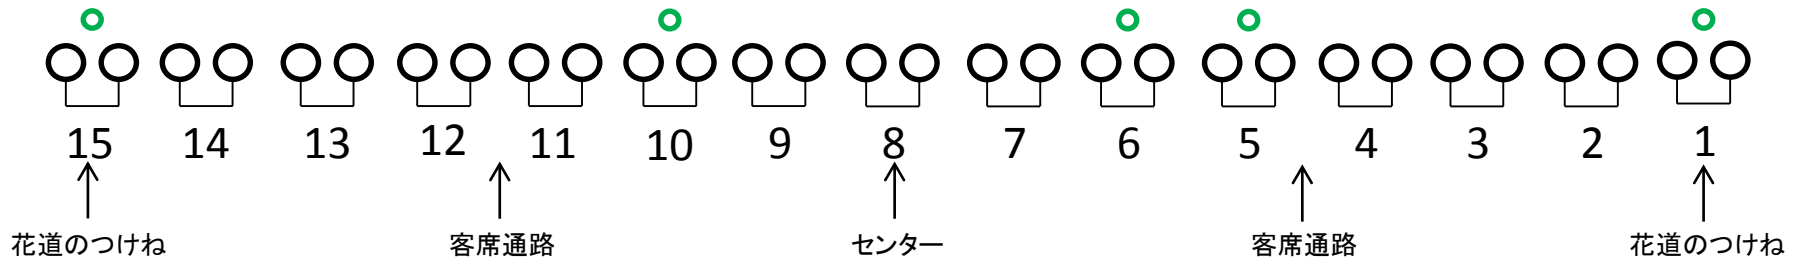 15 14 13 12 11 10 9 8 7 6 5 4 3 2 1
花道のつけね 客席通路 センター 客席通路 花道のつけね